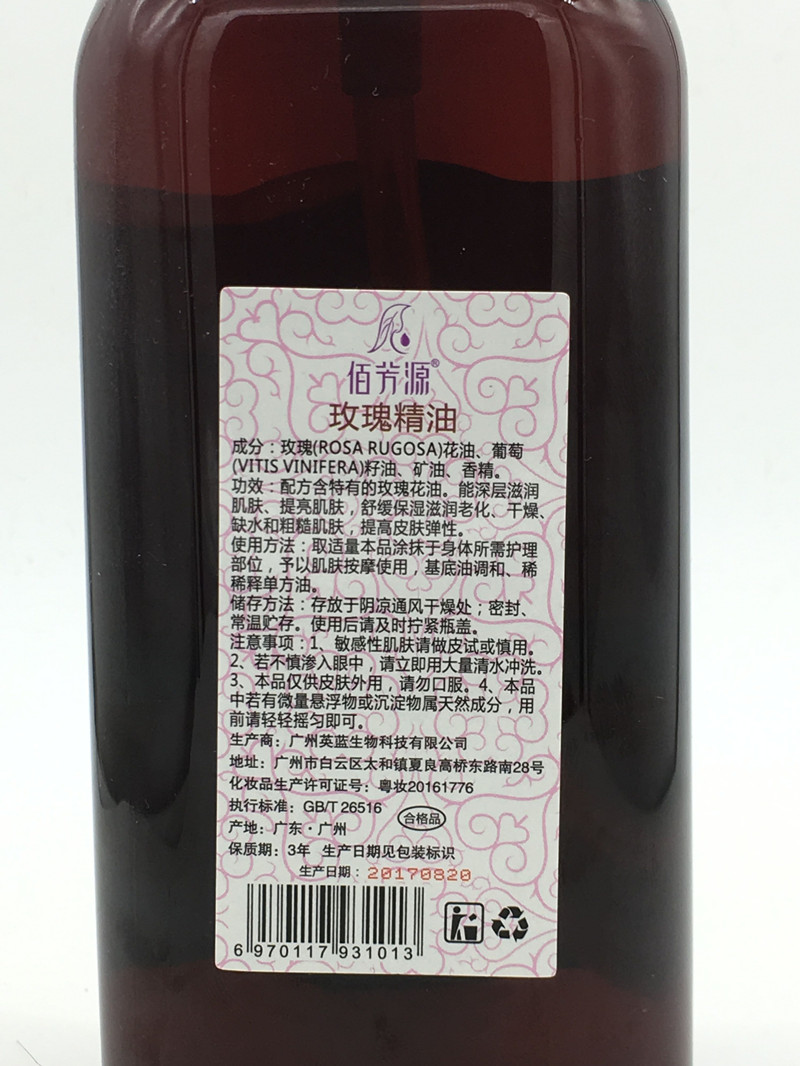 佰芳源®
玫瑰精油
成分：玫瑰(ROSA RUGOSA)花油、葡萄
(VITIS VINIFERA)籽油、矿油、香精。
功效：配方含特有的玫瑰花油。能深层滋润
肌肤、提亮肌肤，舒缓保湿滋润老化、干燥、
缺水和粗糙肌肤，提高皮肤弹性。
使用方法：取适量本品涂抹于身体所需护理
部位，予以肌肤按摩使用，基底油调和、稀
稀释单方油。
储存方法：存放于阴凉通风干燥处；密封、
常温贮存。使用后请及时拧紧瓶盖。
注意事项：1、敏感性肌肤请做皮试或慎用。
2、若不慎渗入眼中，请立即用大量清水冲洗。
3、本品仅供皮肤外用，请勿口服。4、本品
中若有微量悬浮物或沉淀物属天然成分，用
前请轻轻摇匀即可。
生产商：广州英蓝生物科技有限公司
地址：广州市白云区太和镇夏良高桥东路南28号
化妆品生产许可证号：粤妆20161776
执行标准：GB/T 26516
合格品
产地：广东·广州
保质期：3年 生产日期见包装标识
生产日期：20170820
6 970117 931013